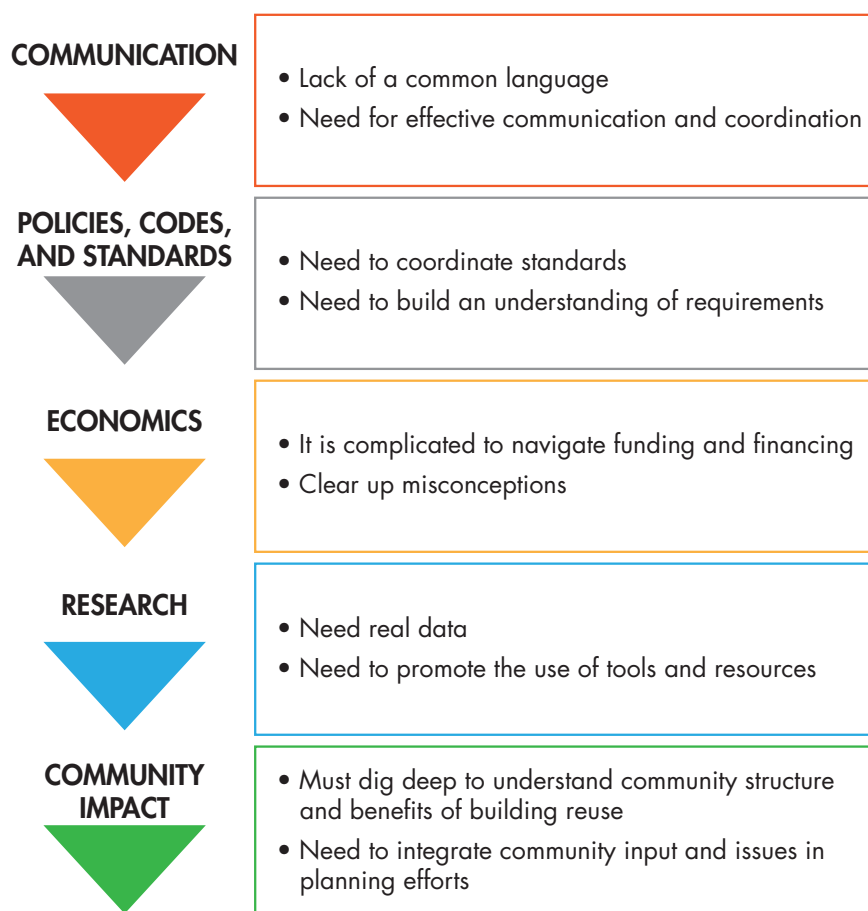 COMMUNICATION
• Lack of a common language
• Need for effective communication and coordination
POLICIES, CODES,
AND STANDARDS
• Need to coordinate standards
• Need to build an understanding of requirements
ECONOMICS
• It is complicated to navigate funding and financing
• Clear up misconceptions
RESEARCH
• Need real data
• Need to promote the use of tools and resources
COMMUNITY
IMPACT
• Must dig deep to understand community structure
and benefits of building reuse
• Need to integrate community input and issues in
planning efforts